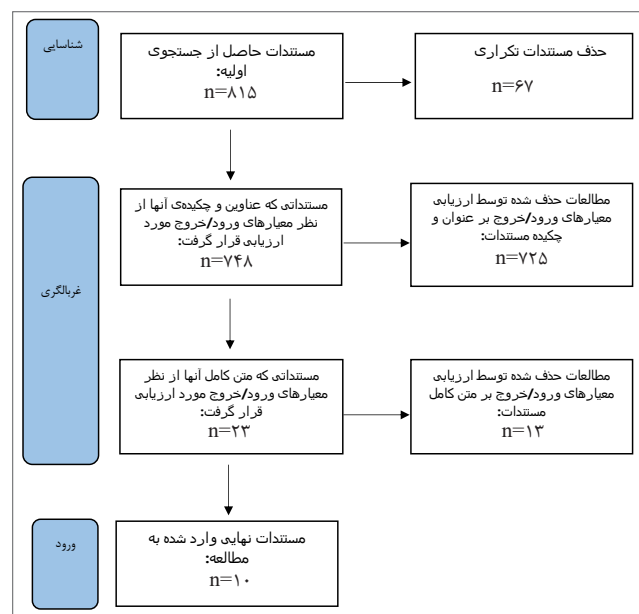 شناسایی
مستندات حاصل از جستجوی
اولیه:
n=۸۱۵
حذف مستندات تکراری
n=۶۷
غربالگری
مستنداتی که عناوین و چکیده‌ی آنها از
نظر معیارهای ورود/خروج مورد
ارزیابی قرار گرفت:
n=۷۴۸
مطالعات حذف شده توسط ارزیابی
معیارهای ورود/خروج بر عنوان و
چکیده مستندات:
n=۷۲۵
مستنداتی که متن کامل آنها از نظر
معیارهای ورود/خروج مورد ارزیابی
قرار گرفت:
n=۲۳
مطالعات حذف شده توسط ارزیابی
معیارهای ورود/خروج بر متن کامل
مستندات:
n=۱۳
ورود
مستندات نهایی وارد شده به
مطالعه:
n=۱۰